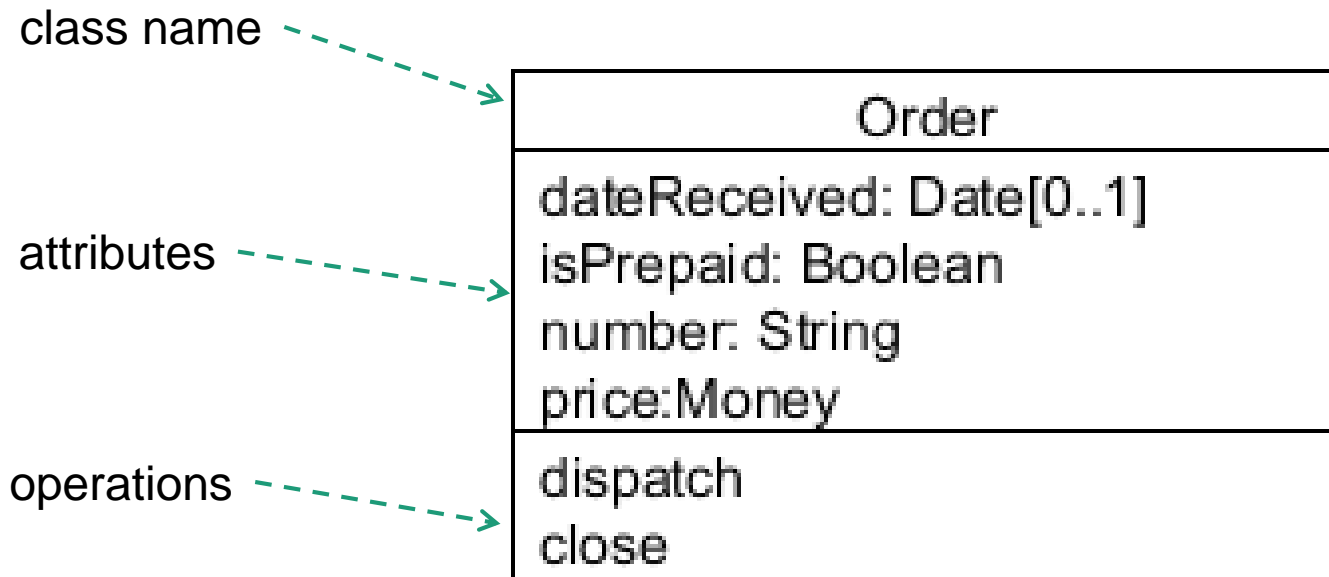 class name
Order
attributes
dateReceived: Date[0..1]
isPrepaid: Boolean
number: String
price:Money
operations
dispatch
close